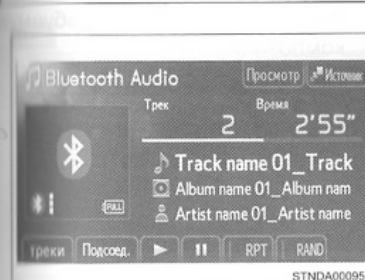 Bluetooth Audio Просмотр Источник
Трек Время
2 2'55"
Track name 01_Track
Album name 01_Album nam
Artist name 01_Artist name
FULL
треки Подсоед. RPT RAND
STNDA00095